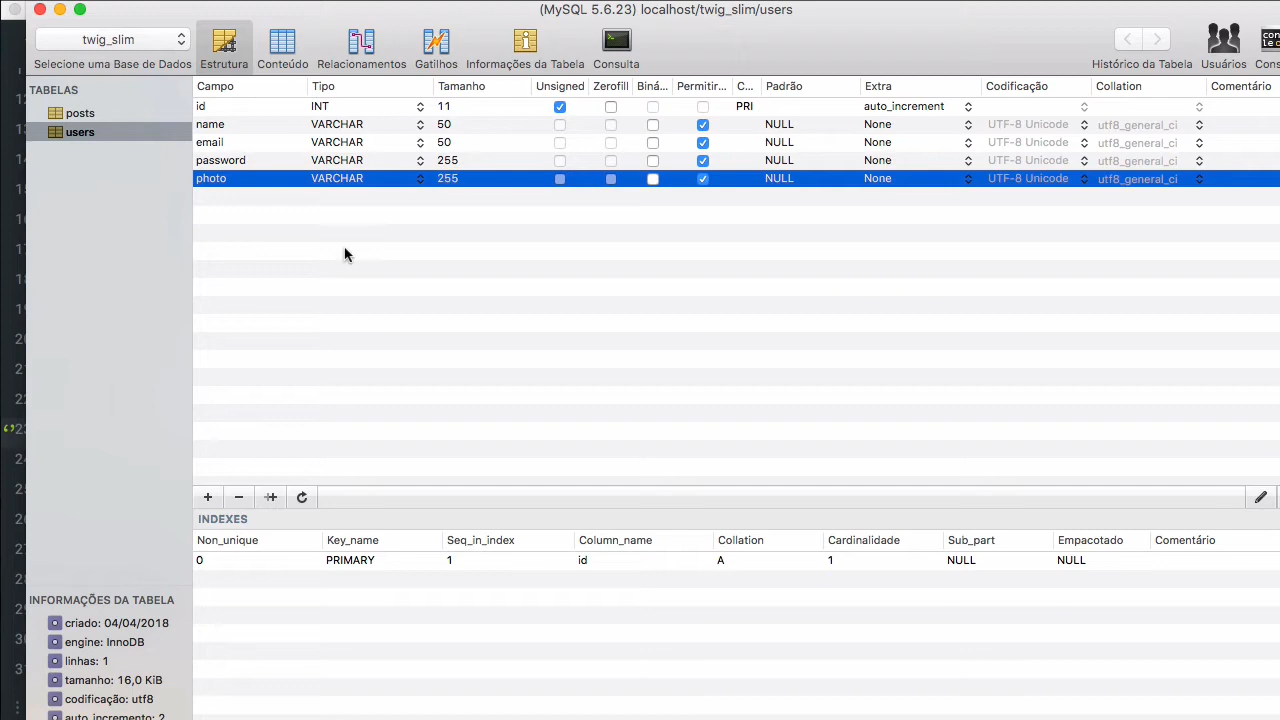 (MySQL 5.6.23) localhost/twig_slim/users
twig_slim
Selecione uma Base de Dados
Estrutura
Conteúdo
Relacionamentos
Gatilhos
Informações da Tabela
Consulta
Histórico da Tabela
Usuários
TABELAS
posts
users
Campo Tipo Tamanho Unsigned Zerofill Biná... Permitir... C... Padrão Extra Codificação Collation Comentário
id INT 11 PRI auto_increment
name VARCHAR 50 NULL None UTF-8 Unicode utf8_general_ci
email VARCHAR 50 NULL None UTF-8 Unicode utf8_general_ci
password VARCHAR 255 NULL None UTF-8 Unicode utf8_general_ci
photo VARCHAR 255 NULL None UTF-8 Unicode utf8_general_ci
INDEXES
Non_unique Key_name Seq_in_index Column_name Collation Cardinalidade Sub_part Empacotado Comentário
0 PRIMARY 1 id A 1 NULL NULL
INFORMAÇÕES DA TABELA
criado: 04/04/2018
engine: InnoDB
linhas: 1
tamanho: 16,0 KiB
codificação: utf8
auto_incremento: 2